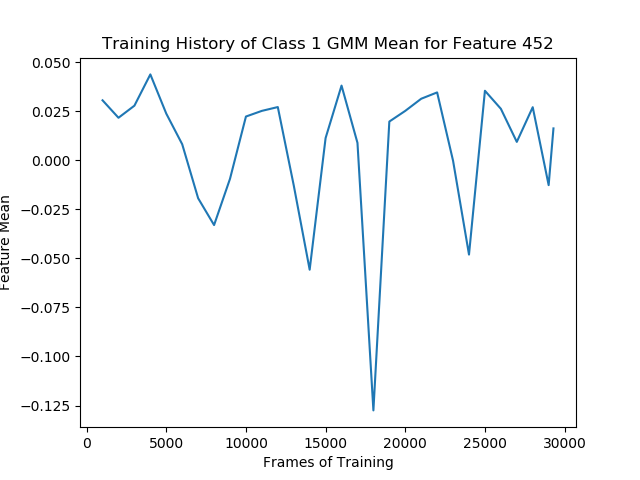 Training History of Class 1 GMM Mean for Feature 452
0.050
0.025
0.000
−0.025
−0.050
−0.075
−0.100
−0.125
Feature Mean
0 5000 10000 15000 20000 25000 30000
Frames of Training